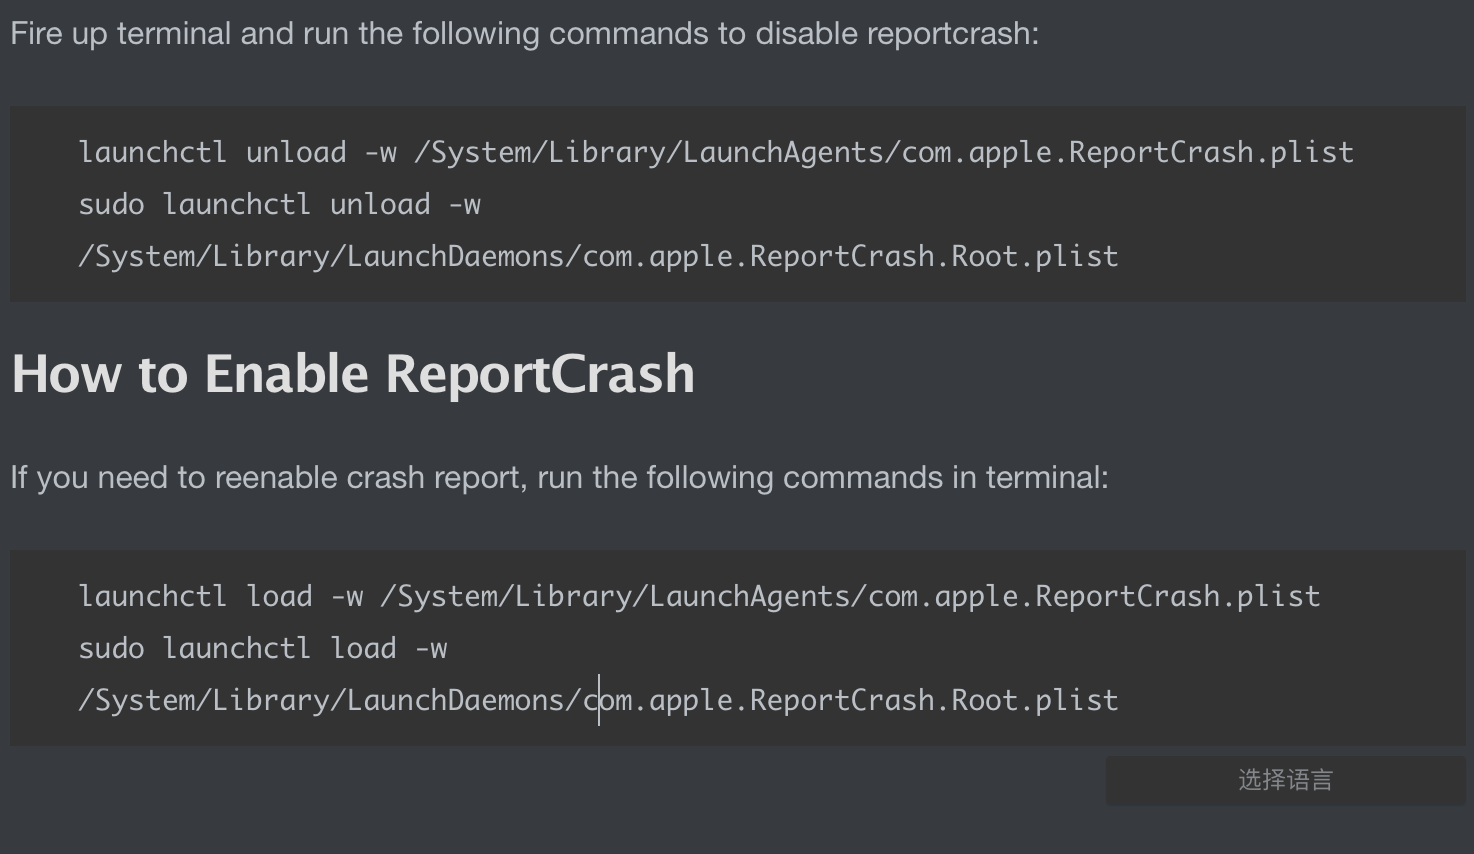 Fire up terminal and run the following commands to disable reportcrash:
launchctl unload -w /System/Library/LaunchAgents/com.apple.ReportCrash.plist
sudo launchctl unload -w
/System/Library/LaunchDaemons/com.apple.ReportCrash.Root.plist
How to Enable ReportCrash
If you need to reenable crash report, run the following commands in terminal:
launchctl load -w /System/Library/LaunchAgents/com.apple.ReportCrash.plist
sudo launchctl load -w
/System/Library/LaunchDaemons/com.apple.ReportCrash.Root.plist
选择语言